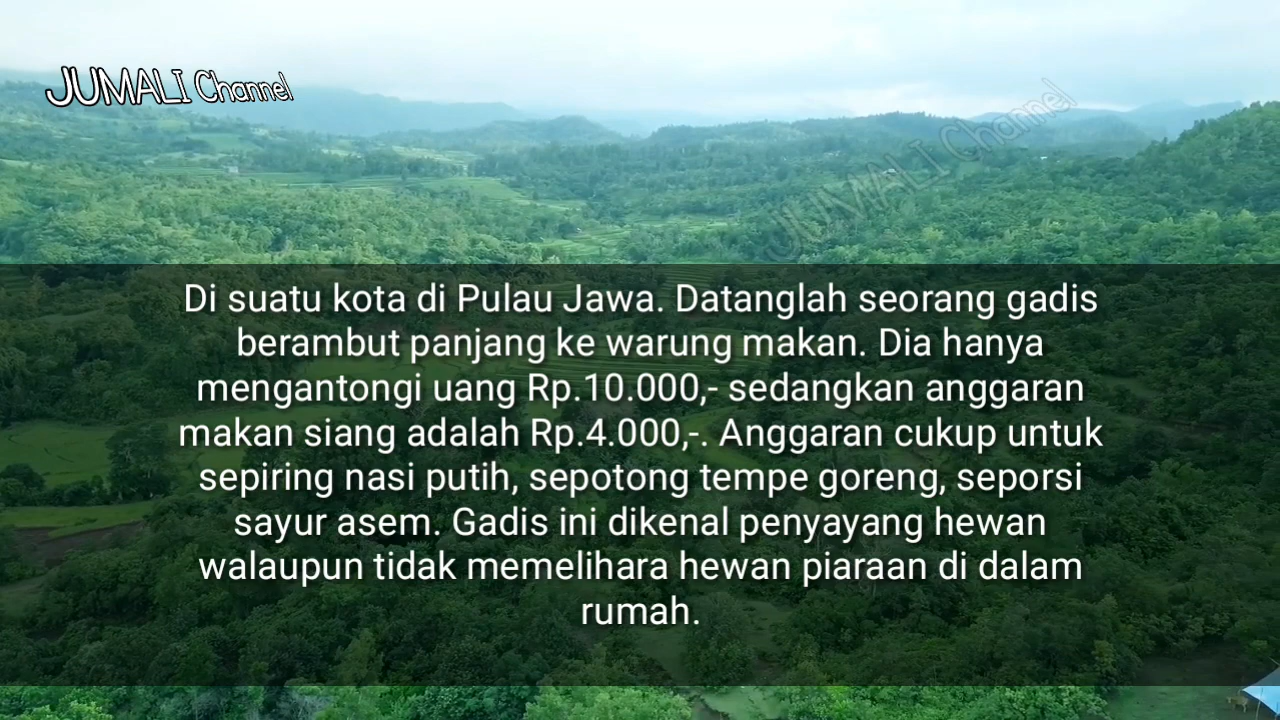 JUMALI Channel
JUMALI Channel
Di suatu kota di Pulau Jawa. Datanglah seorang gadis
berambut panjang ke warung makan. Dia hanya
mengantongi uang Rp.10.000,- sedangkan anggaran
makan siang adalah Rp.4.000,-. Anggaran cukup untuk
sepiring nasi putih, sepotong tempe goreng, seporsi
sayur asem. Gadis ini dikenal penyayang hewan
walaupun tidak memelihara hewan piaraan di dalam
rumah.